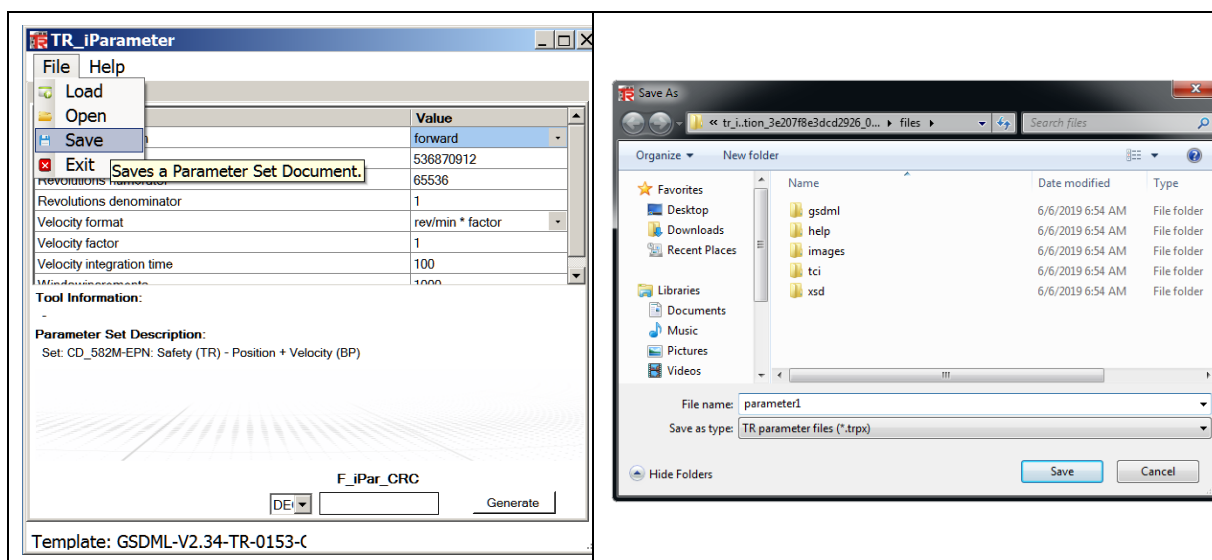 TR_iParameter
File Help
Load
Open
Save
Exit
Saves a Parameter Set Document.
Value
forward
536870912
Revolutions numerator 65536
Revolutions denominator 1
Velocity format rev/min * factor
Velocity factor 1
Velocity integration time 100
Windowincrements 1000
Tool Information:
-
Parameter Set Description:
Set: CD_582M-EPN: Safety (TR) - Position + Velocity (BP)
F_iPar_CRC
Generate
Template: GSDML-V2.34-TR-0153-
Save As
« tr_i..tion_3e207f8e3dcd2926_0... files Search files
Organize New folder
Name Date modified Type
Favorites
Desktop
Downloads
Recent Places
Libraries
Documents
Music
Pictures
Videos
gsdml 6/6/2019 6:54 AM File folder
help 6/6/2019 6:54 AM File folder
images 6/6/2019 6:54 AM File folder
tci 6/6/2019 6:54 AM File folder
xsd 6/6/2019 6:54 AM File folder
File name: parameter1
Save as type: TR parameter files (*.trpx)
Hide Folders Save Cancel